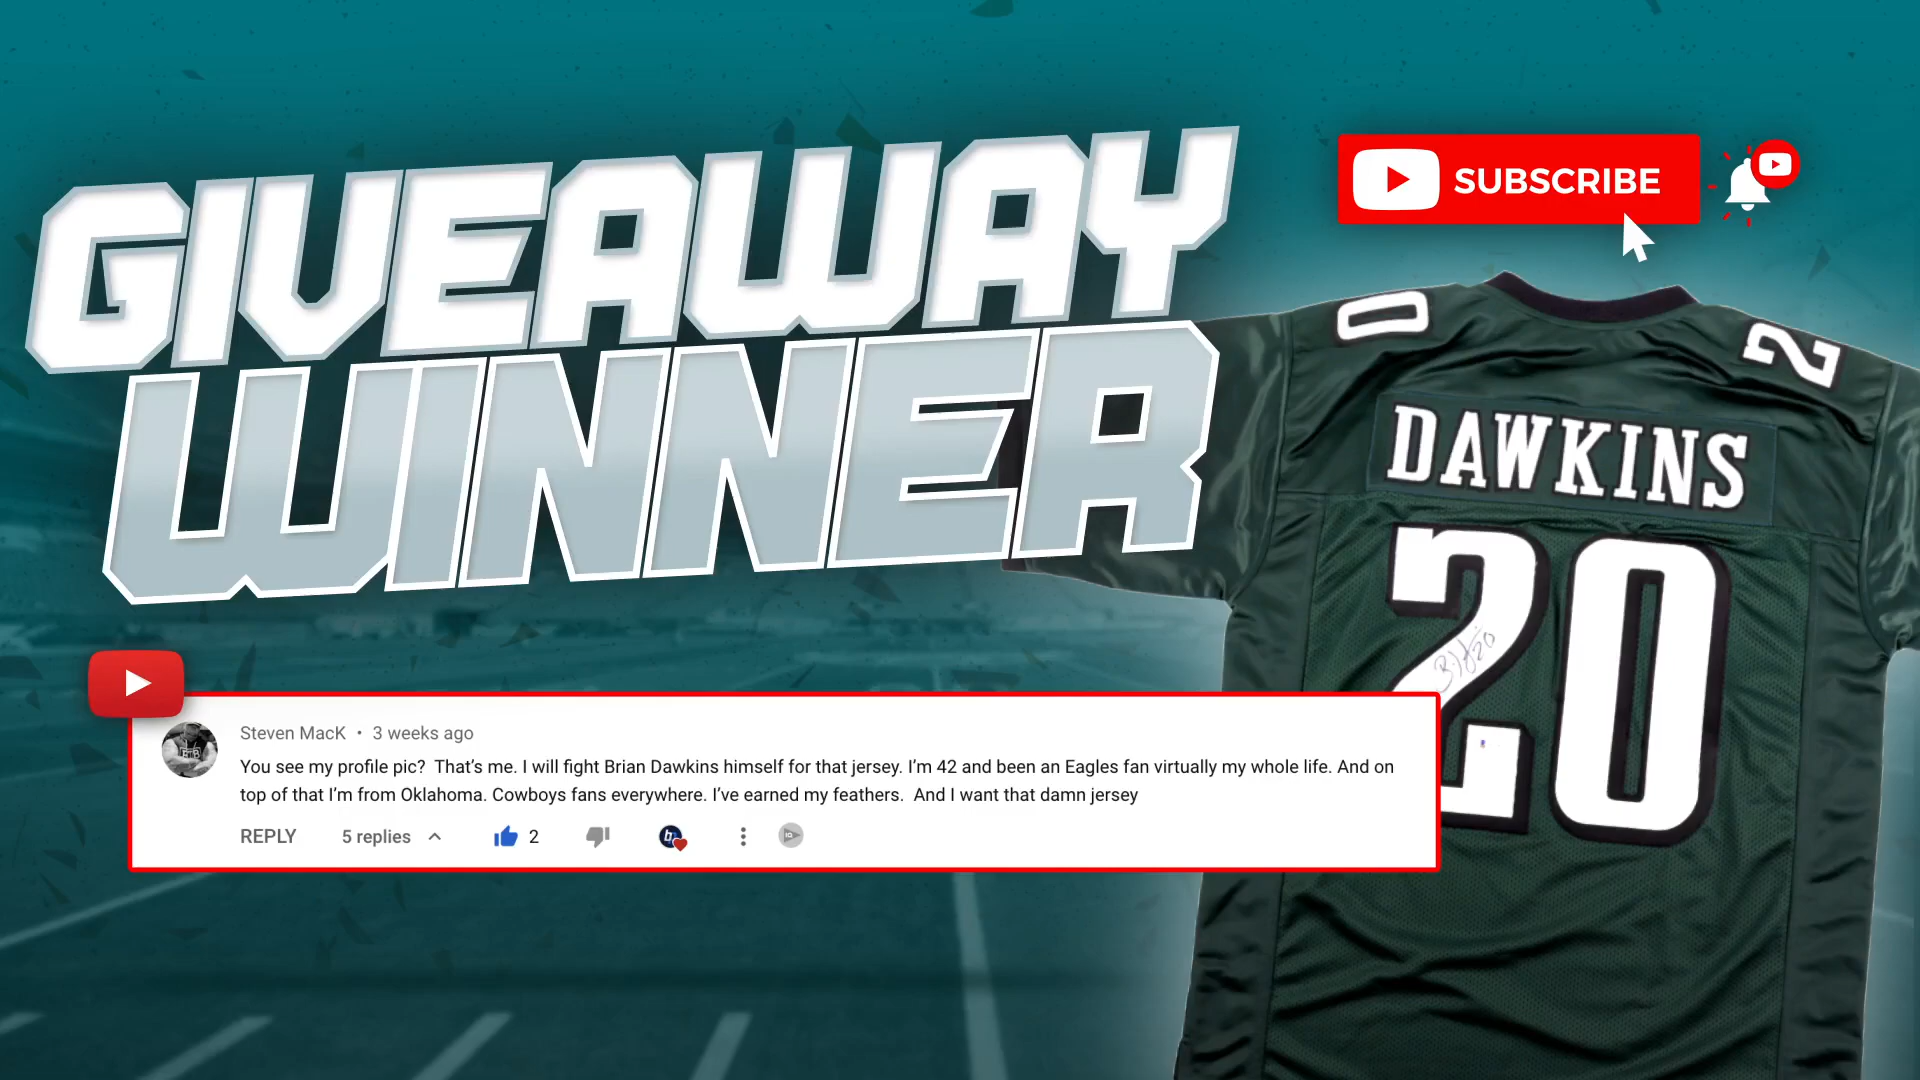 GIVEAWAY
WINNER
SUBSCRIBE
0
2
DAWKINS
20
Steven MacK • 3 weeks ago
You see my profile pic?  That’s me. I will fight Brian Dawkins himself for that jersey. I’m 42 and been an Eagles fan virtually my whole life. And on
top of that I’m from Oklahoma. Cowboys fans everywhere. I’ve earned my feathers.  And I want that damn jersey
REPLY 5 replies 2